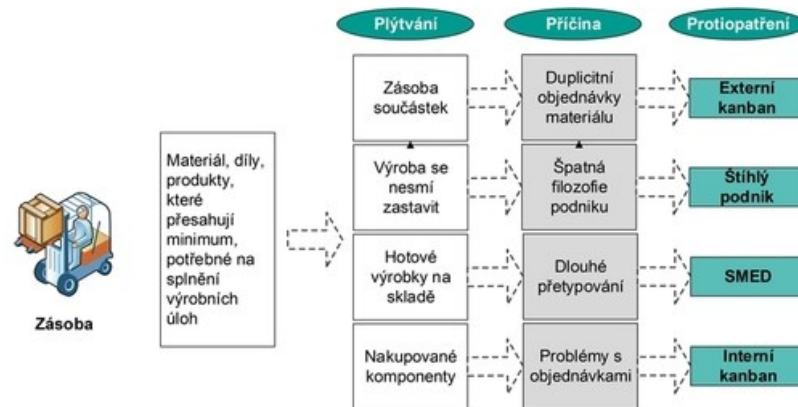 Plýtvání
Příčina
Protiopatření
Zásoba
součástek
Duplicitní
objednávky
materiálu
Externí
kanban
Materiál, díly,
produkty,
které
přesahují
minimum,
potřebné na
splnění
výrobních
úloh
Zásoba
Výroba se
nesmí
zastavit
Špatná
filozofie
podniku
Štíhlý
podnik
Hotové
výrobky na
skladě
Dlouhé
přetypování
SMED
Nakupované
komponenty
Problémy s
objednávkami
Interní
kanban